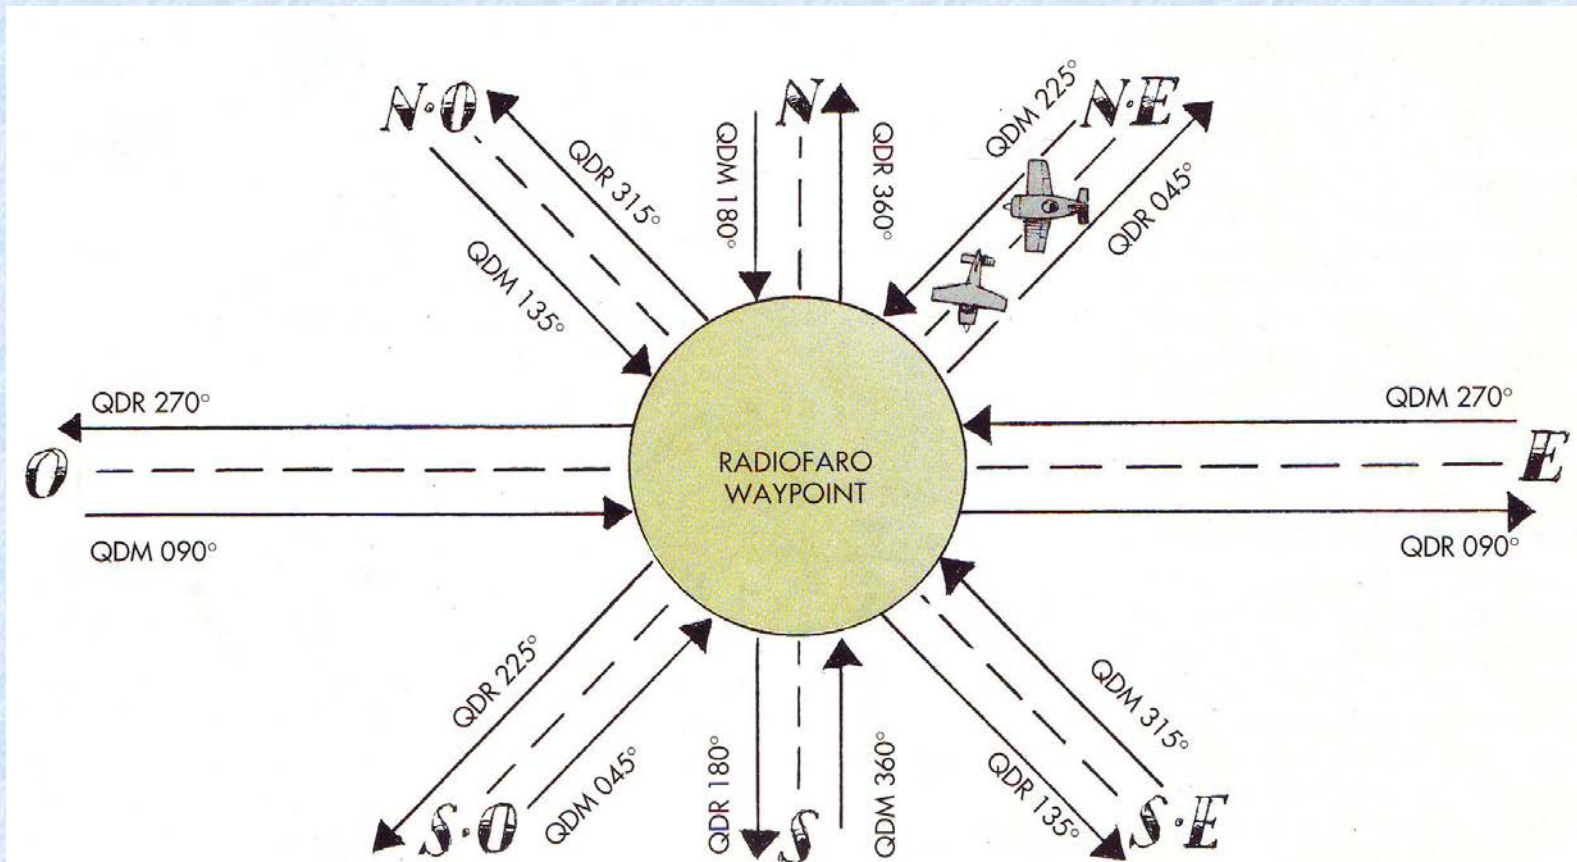 N·O
N
N·E
QDR 315°
QDM 180°
QDR 360°
QDM 225°
QDR 045°
QDM 135°
QDR 270°
QDM 270°
O
RADIOFARO
WAYPOINT
E
QDM 090°
QDR 090°
QDR 225°
QDM 045°
QDR 180°
QDM 360°
QDM 315°
QDR 135°
S·O
S
S·E